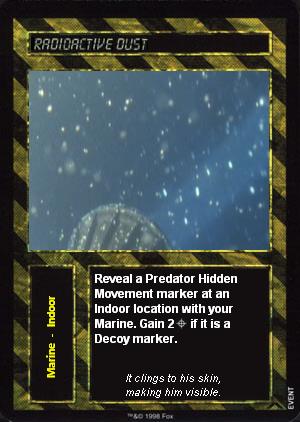 RADIOACTIVE DUST
Reveal a Predator Hidden
Movement marker at an
Indoor location with your
Marine. Gain 2 ⌖ if it is a
Decoy marker.
It clings to his skin,
making him visible.
Marine - Indoor
™&© 1998 Fox
EVENT